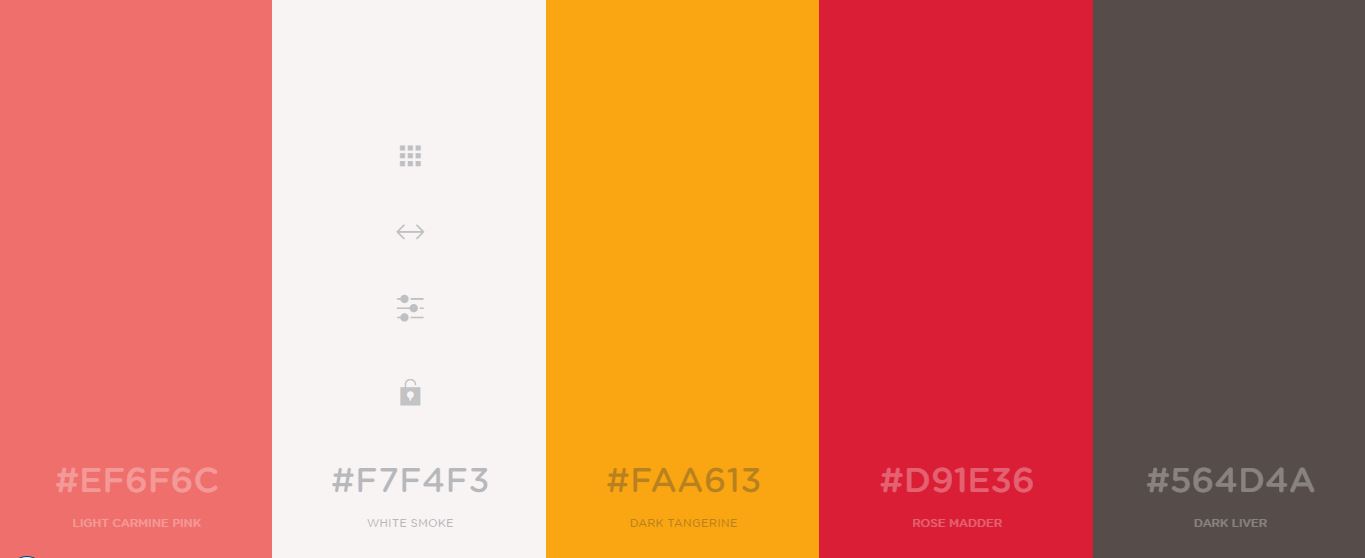 #EF6F6C
LIGHT CARMINE PINK
#F7F4F3
WHITE SMOKE
#FAA613
DARK TANGERINE
#D91E36
ROSE MADDER
#564D4A
DARK LIVER